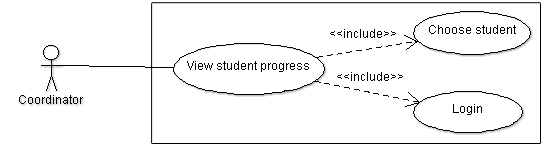 Choose student
<<include>>
View student progress
<<include>>
Coordinator
Login